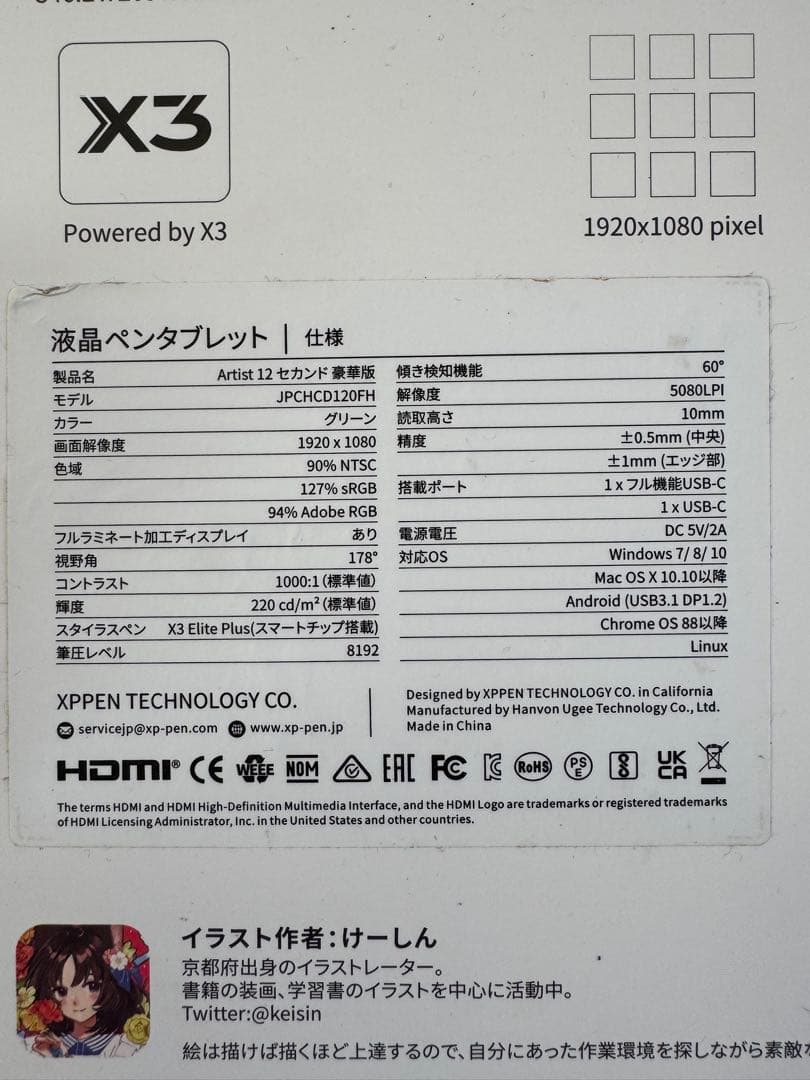 X3
Powered by X3
1920x1080 pixel
液晶ペンタブレット | 仕様
製品名 Artist 12 セカンド 豪華版
モデル JPCHCD120FH
カラー グリーン
画面解像度 1920 x 1080
色域 90% NTSC
127% sRGB
94% Adobe RGB
フルラミネート加工ディスプレイ あり
視野角 178°
コントラスト 1000:1（標準値）
輝度 220 cd/m²（標準値）
スタイラスペン X3 Elite Plus(スマートチップ搭載)
筆圧レベル 8192
傾き検知機能 60°
解像度 5080LPI
読取高さ 10mm
精度 ±0.5mm (中央)
±1mm (エッジ部)
搭載ポート 1 x フル機能USB-C
1 x USB-C
電源電圧 DC 5V/2A
対応OS Windows 7/ 8/ 10
Mac OS X 10.10以降
Android (USB3.1 DP1.2)
Chrome OS 88以降
Linux
XPPEN TECHNOLOGY CO.
servicejp@xp-pen.com www.xp-pen.jp
Designed by XPPEN TECHNOLOGY CO. in California
Manufactured by Hanvon Ugee Technology Co., Ltd.
Made in China
HDMI® CE WEEE NOM EAC FC RoHS PSE UKCA
The terms HDMI and HDMI High-Definition Multimedia Interface, and the HDMI Logo are trademarks or registered trademarks
of HDMI Licensing Administrator, Inc. in the United States and other countries.
イラスト作者：けーしん
京都府出身のイラストレーター。
書籍の装画、学習書のイラストを中心に活動中。
Twitter:@keisin
絵は描けば描くほど上達するので、自分にあった作業環境を探しながら素敵な